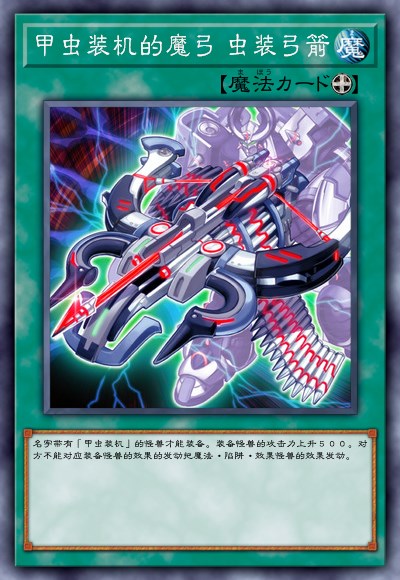 甲虫装机的魔弓 虫装弓箭 魔
【魔法カード】
名字带有「甲虫装机」的怪兽才能装备。装备怪兽的攻击力上升500。对
方不能对应装备怪兽的效果的发动把魔法·陷阱·效果怪兽的效果发动。